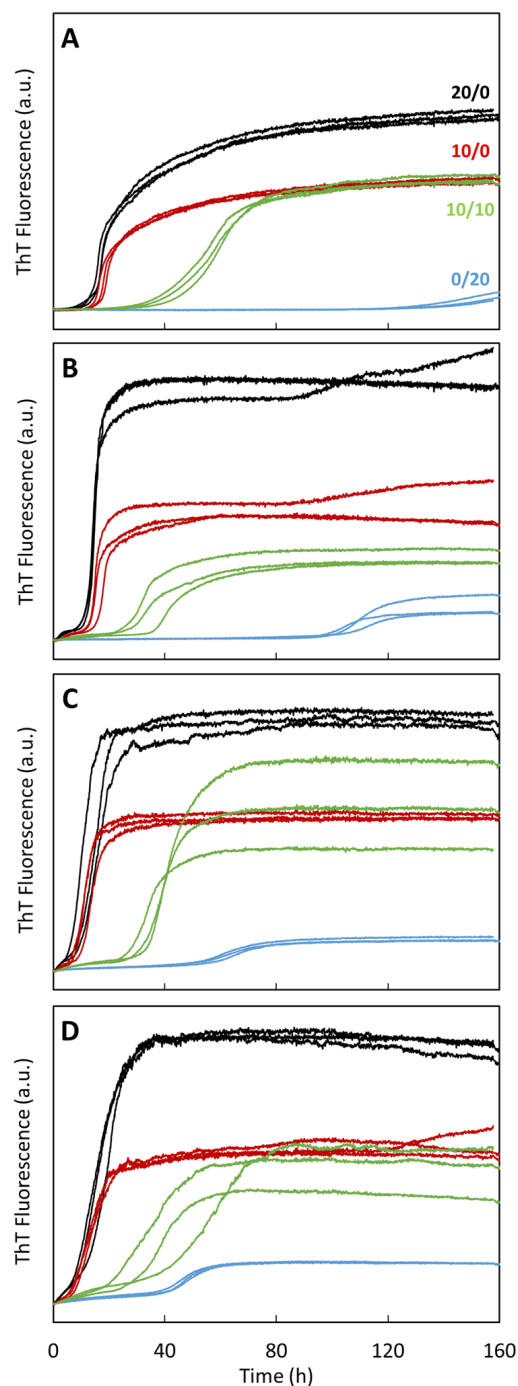 A
ThT Fluorescence (a.u.)
20/0
10/0
10/10
0/20
B
ThT Fluorescence (a.u.)
C
ThT Fluorescence (a.u.)
D
ThT Fluorescence (a.u.)
0 40 80 120 160
Time (h)